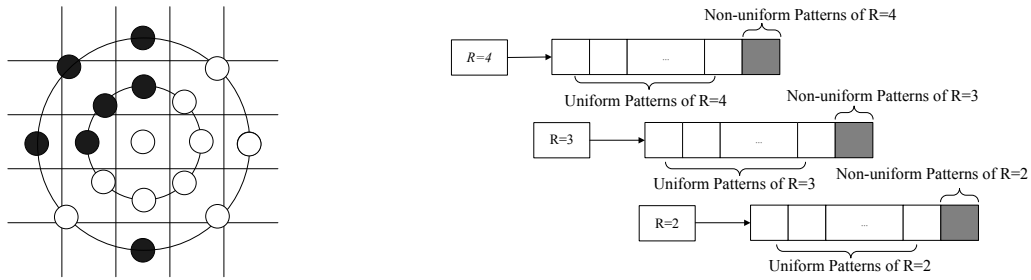 Non-uniform Patterns of R=4
R=4
...
Uniform Patterns of R=4
Non-uniform Patterns of R=3
R=3
...
Uniform Patterns of R=3
Non-uniform Patterns of R=2
R=2
...
Uniform Patterns of R=2